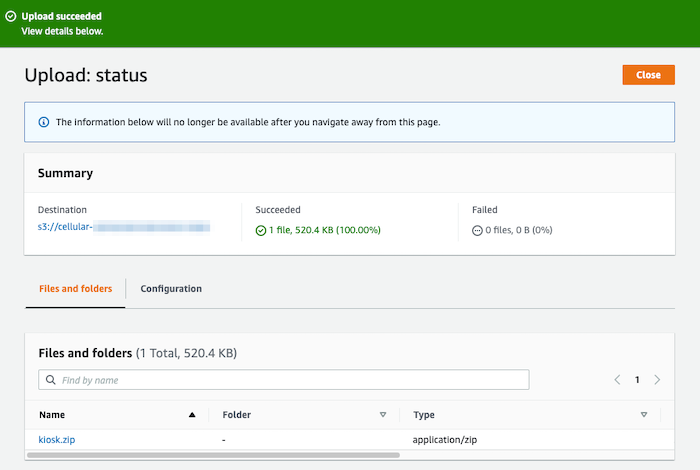 Upload succeeded
View details below.
Upload: status
Close
The information below will no longer be available after you navigate away from this page.
Summary
Destination
Succeeded
Failed
s3://cellular-
1 file, 520.4 KB (100.00%)
0 files, 0 B (0%)
Files and folders
Configuration
Files and folders (1 Total, 520.4 KB)
Find by name
1
Name
Folder
Type
kiosk.zip
-
application/zip